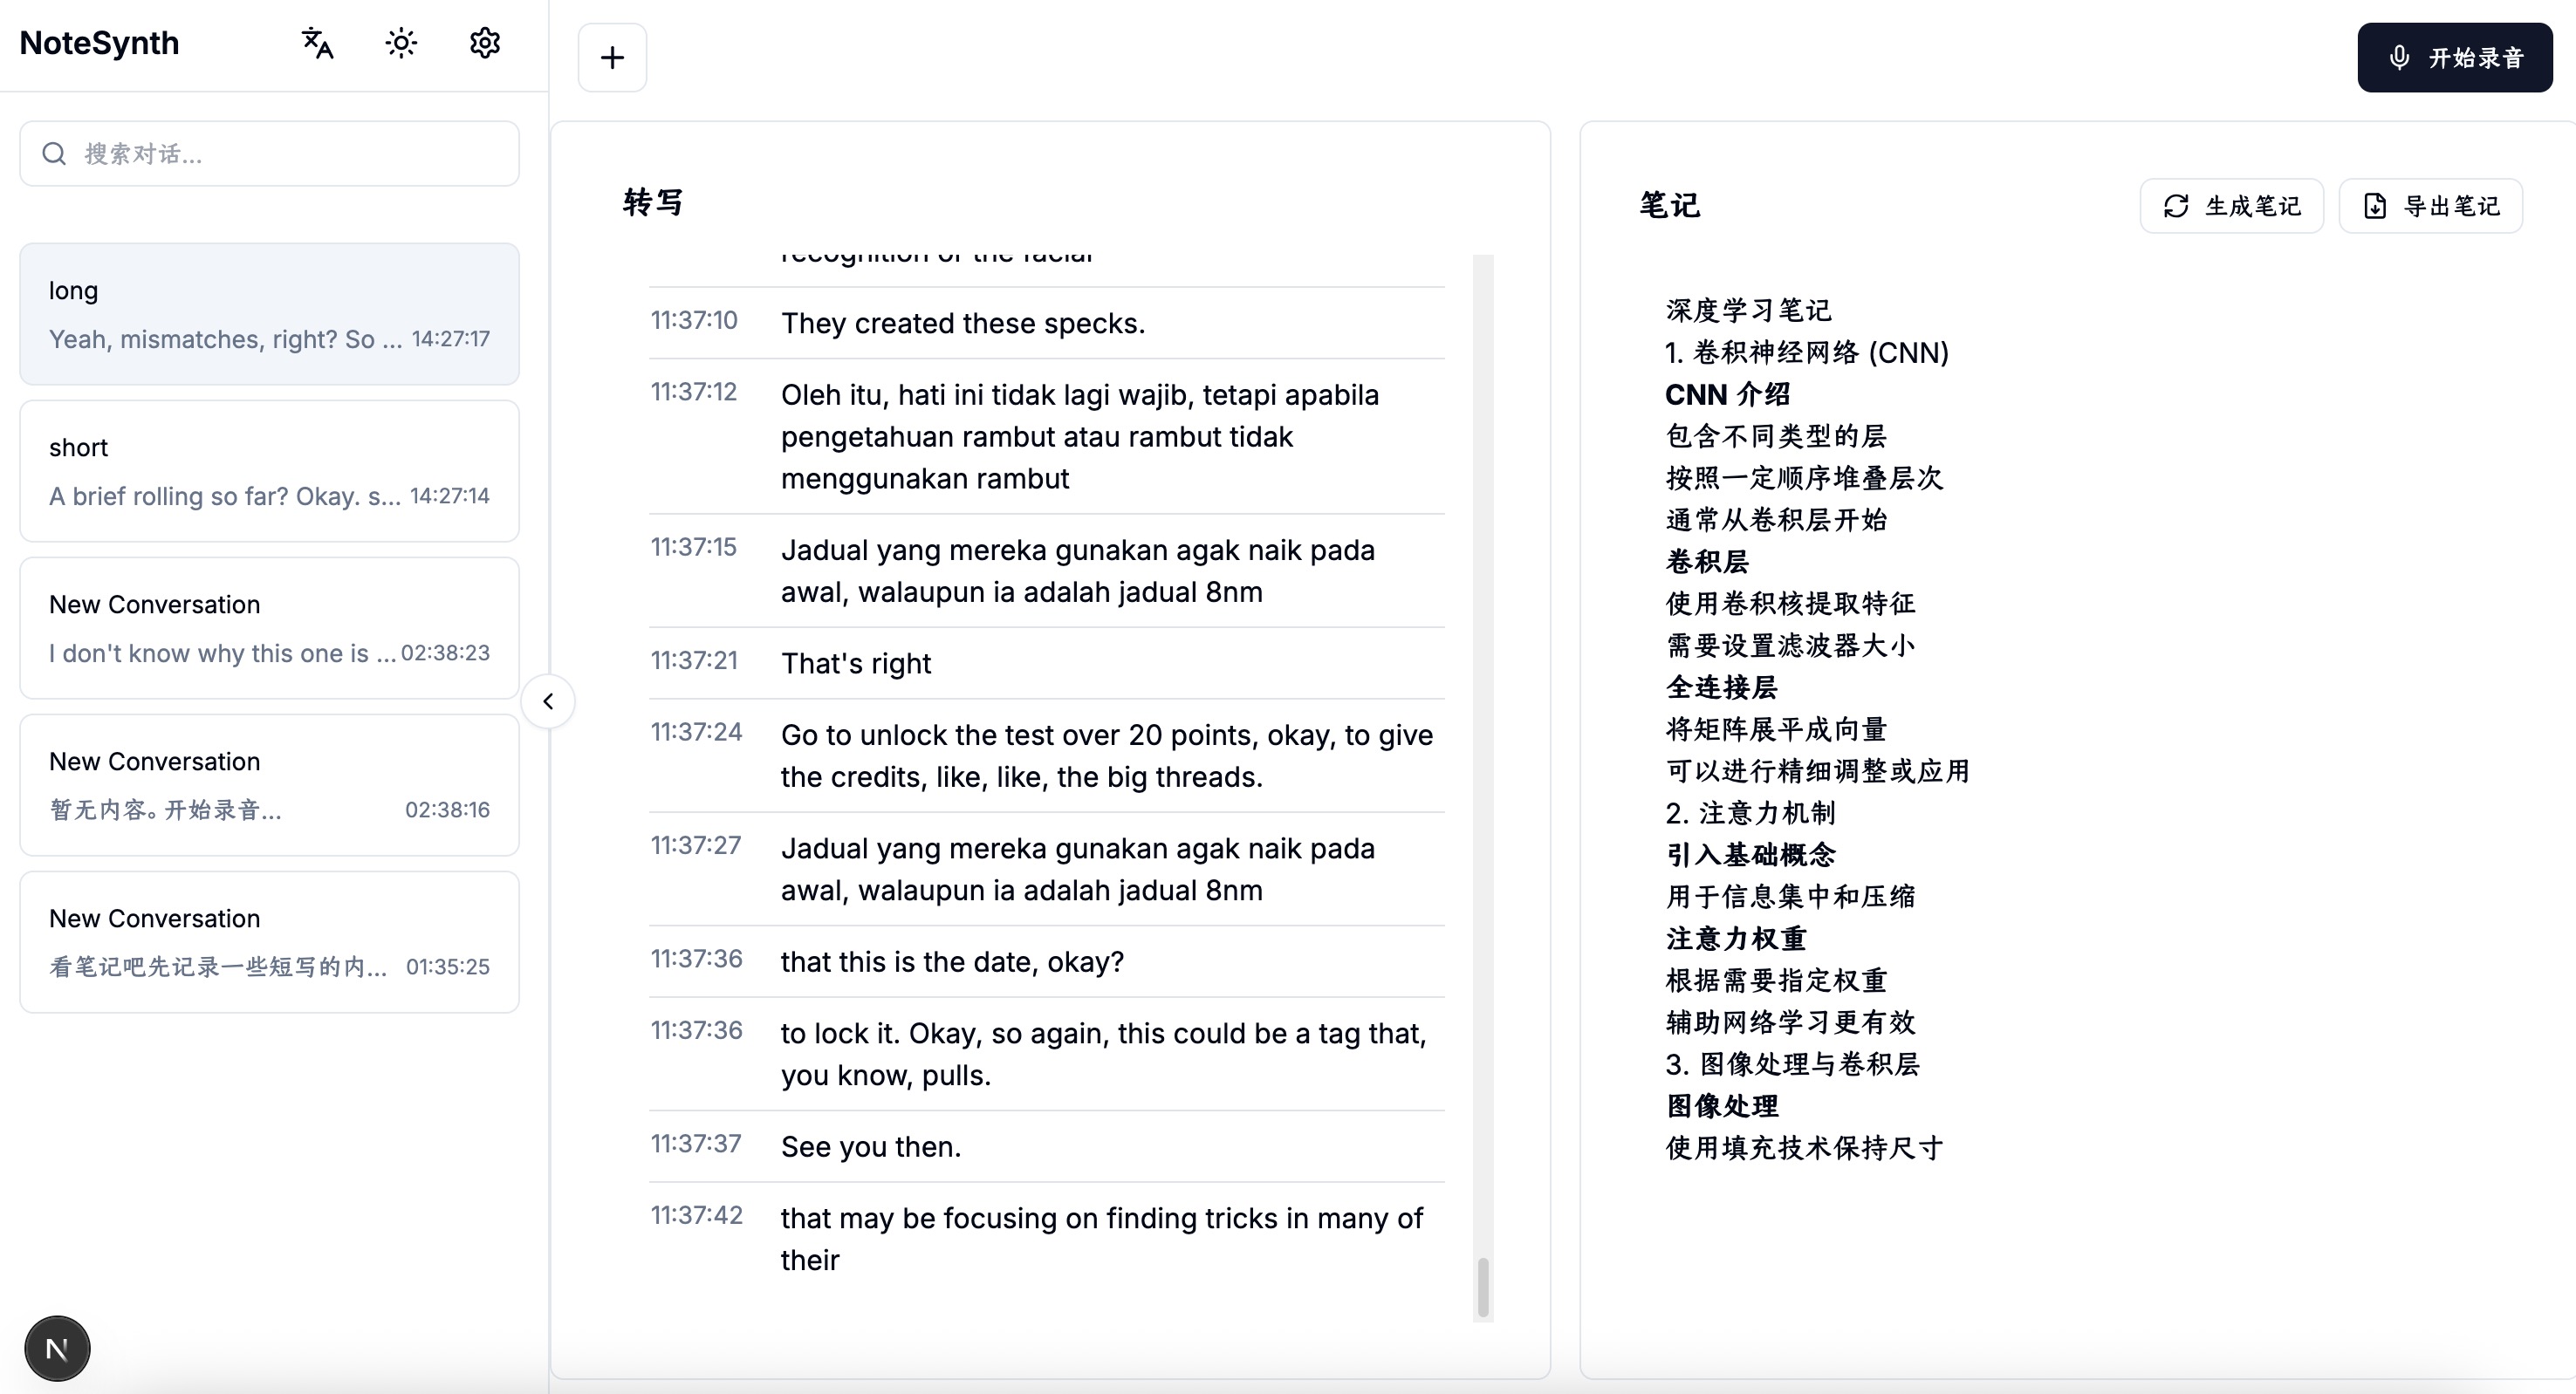 NoteSynth
搜索对话...
long
Yeah, mismatches, right? So ... 14:27:17
short
A brief rolling so far? Okay. s... 14:27:14
New Conversation
I don't know why this one is ... 02:38:23
New Conversation
暂无内容。开始录音... 02:38:16
New Conversation
看笔记吧先记录一些短写的内... 01:35:25
N
开始录音
转写
recognition of the facial
11:37:10 They created these specks.
11:37:12 Oleh itu, hati ini tidak lagi wajib, tetapi apabila
pengetahuan rambut atau rambut tidak
menggunakan rambut
11:37:15 Jadual yang mereka gunakan agak naik pada
awal, walaupun ia adalah jadual 8nm
11:37:21 That's right
11:37:24 Go to unlock the test over 20 points, okay, to give
the credits, like, like, the big threads.
11:37:27 Jadual yang mereka gunakan agak naik pada
awal, walaupun ia adalah jadual 8nm
11:37:36 that this is the date, okay?
11:37:36 to lock it. Okay, so again, this could be a tag that,
you know, pulls.
11:37:37 See you then.
11:37:42 that may be focusing on finding tricks in many of
their
笔记
生成笔记
导出笔记
深度学习笔记
1. 卷积神经网络 (CNN)
CNN 介绍
包含不同类型的层
按照一定顺序堆叠层次
通常从卷积层开始
卷积层
使用卷积核提取特征
需要设置滤波器大小
全连接层
将矩阵展平成向量
可以进行精细调整或应用
2. 注意力机制
引入基础概念
用于信息集中和压缩
注意力权重
根据需要指定权重
辅助网络学习更有效
3. 图像处理与卷积层
图像处理
使用填充技术保持尺寸